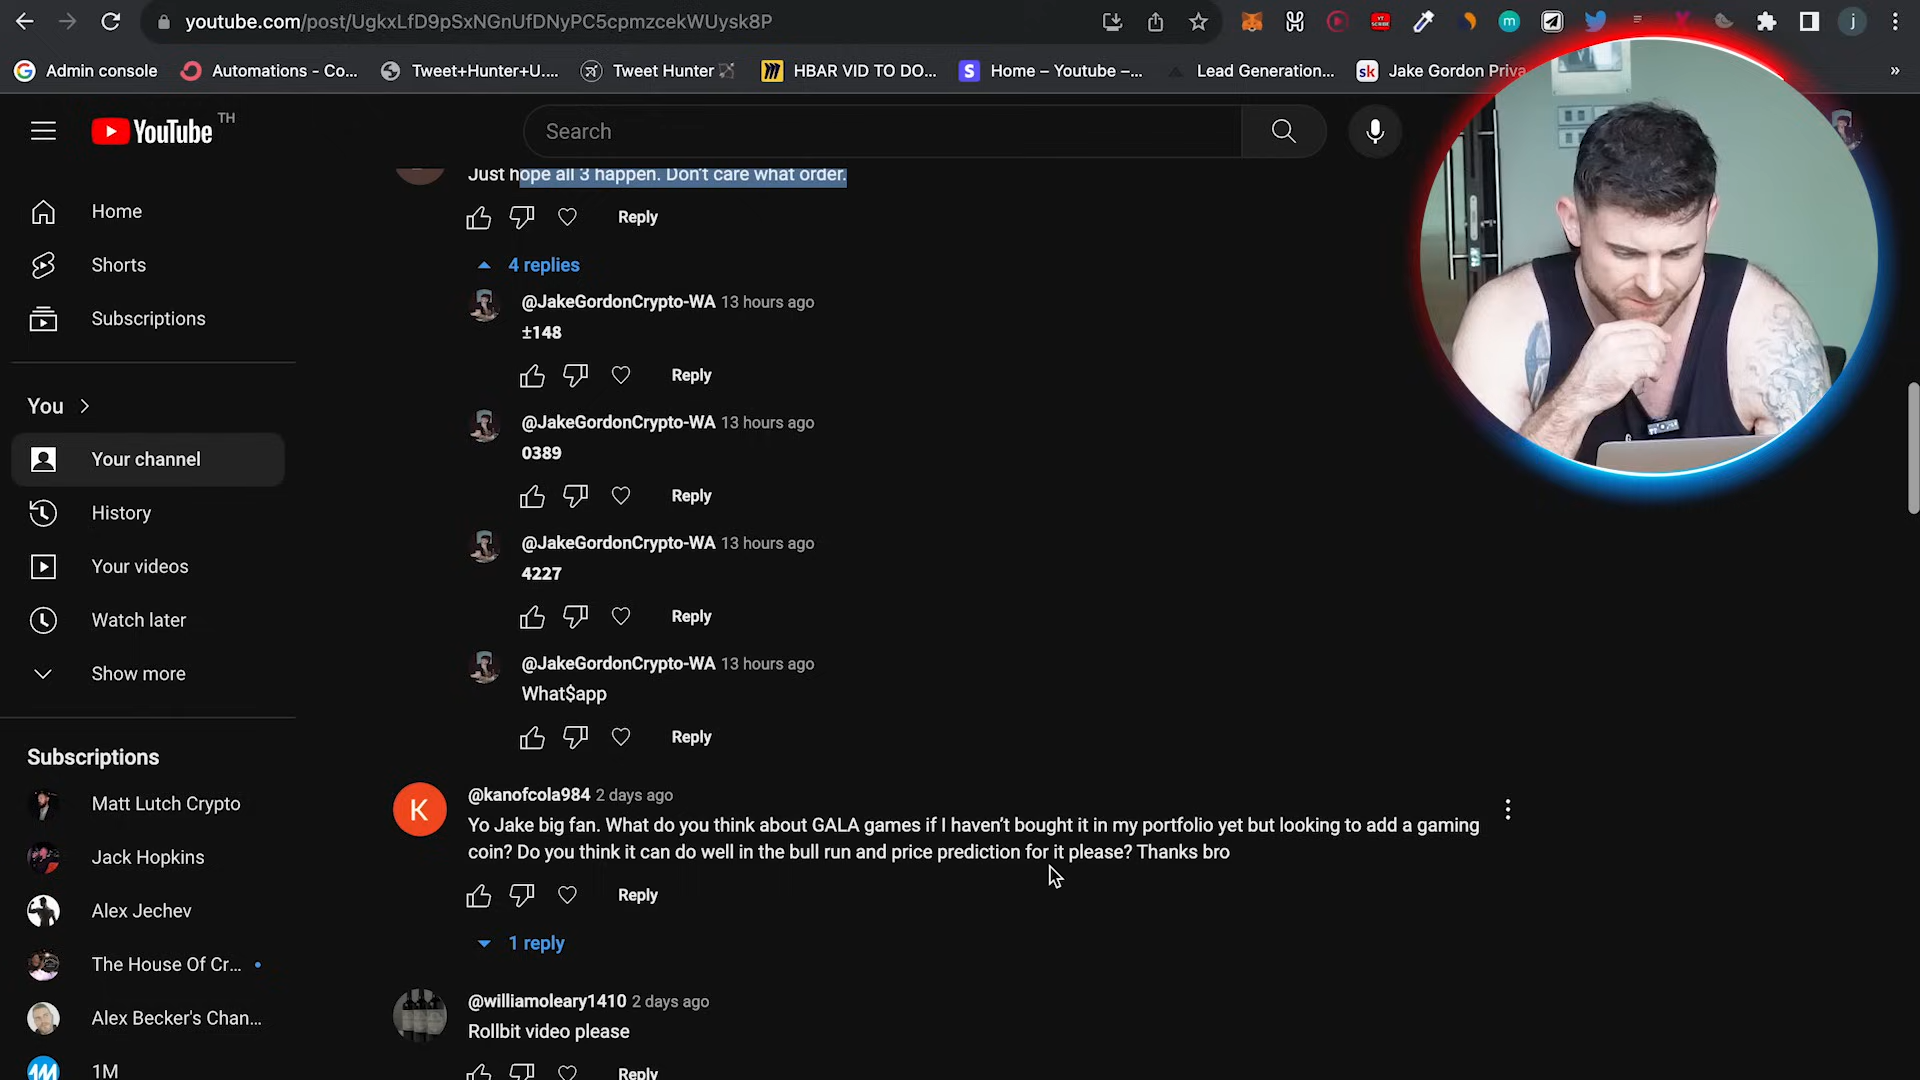 youtube.com/post/UgkxLfD9pSxNGnUfDNyPC5cpmzcekWUysk8P
Admin console
Automations - Co...
Tweet+Hunter+U....
Tweet Hunter
HBAR VID TO DO...
Home – Youtube –...
Lead Generation...
Jake Gordon Priva
»
YouTube TH
Search
Home
Shorts
Subscriptions
You
Your channel
History
Your videos
Watch later
Show more
Subscriptions
Matt Lutch Crypto
Jack Hopkins
Alex Jechev
The House Of Cr...
Alex Becker's Chan...
1M
Just hope all 3 happen. Don't care what order.
Reply
4 replies
@JakeGordonCrypto-WA 13 hours ago
±148
Reply
@JakeGordonCrypto-WA 13 hours ago
0389
Reply
@JakeGordonCrypto-WA 13 hours ago
4227
Reply
@JakeGordonCrypto-WA 13 hours ago
What$app
Reply
K
@kanofcola984 2 days ago
Yo Jake big fan. What do you think about GALA games if I haven't bought it in my portfolio yet but looking to add a gaming
coin? Do you think it can do well in the bull run and price prediction for it please? Thanks bro
Reply
1 reply
@williamoleary1410 2 days ago
Rollbit video please
Reply